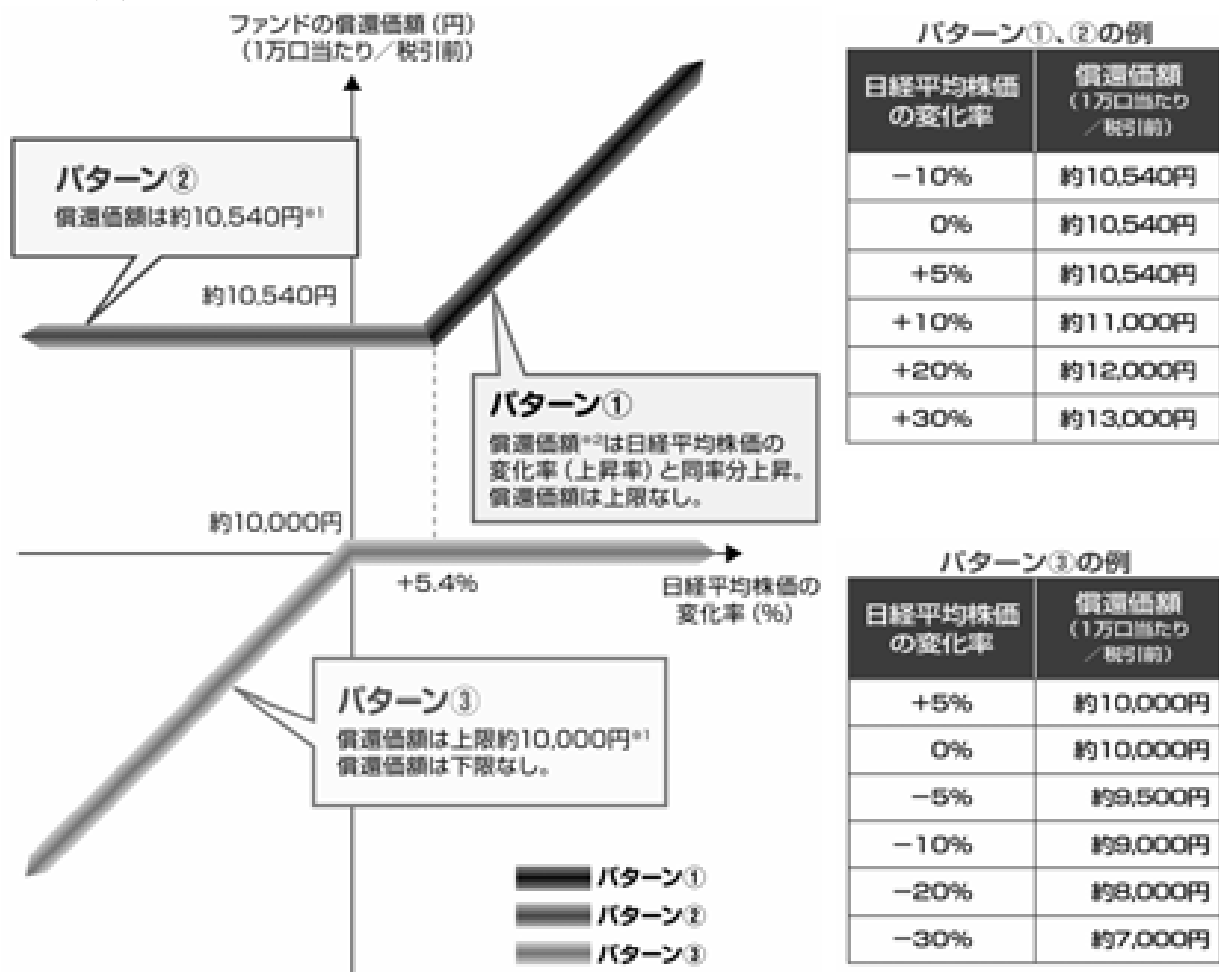 ファンドの償還価額（円）
（1万口当たり／税引前）
パターン②
償還価額は約10,540円※1
約10,540円
パターン①
償還価額※2は日経平均株価の
変化率（上昇率）と同率分上昇。
償還価額は上限なし。
約10,000円
+5.4%
日経平均株価の
変化率（%）
パターン③
償還価額は上限約10,000円※1
償還価額は下限なし。
パターン①
パターン②
パターン③
パターン①、②の例
日経平均株価の変化率 償還価額（1万口当たり／税引前）
−10% 約10,540円
0% 約10,540円
+5% 約10,540円
+10% 約11,000円
+20% 約12,000円
+30% 約13,000円
パターン③の例
日経平均株価の変化率 償還価額（1万口当たり／税引前）
+5% 約10,000円
0% 約10,000円
−5% 約9,500円
−10% 約9,000円
−20% 約8,000円
−30% 約7,000円